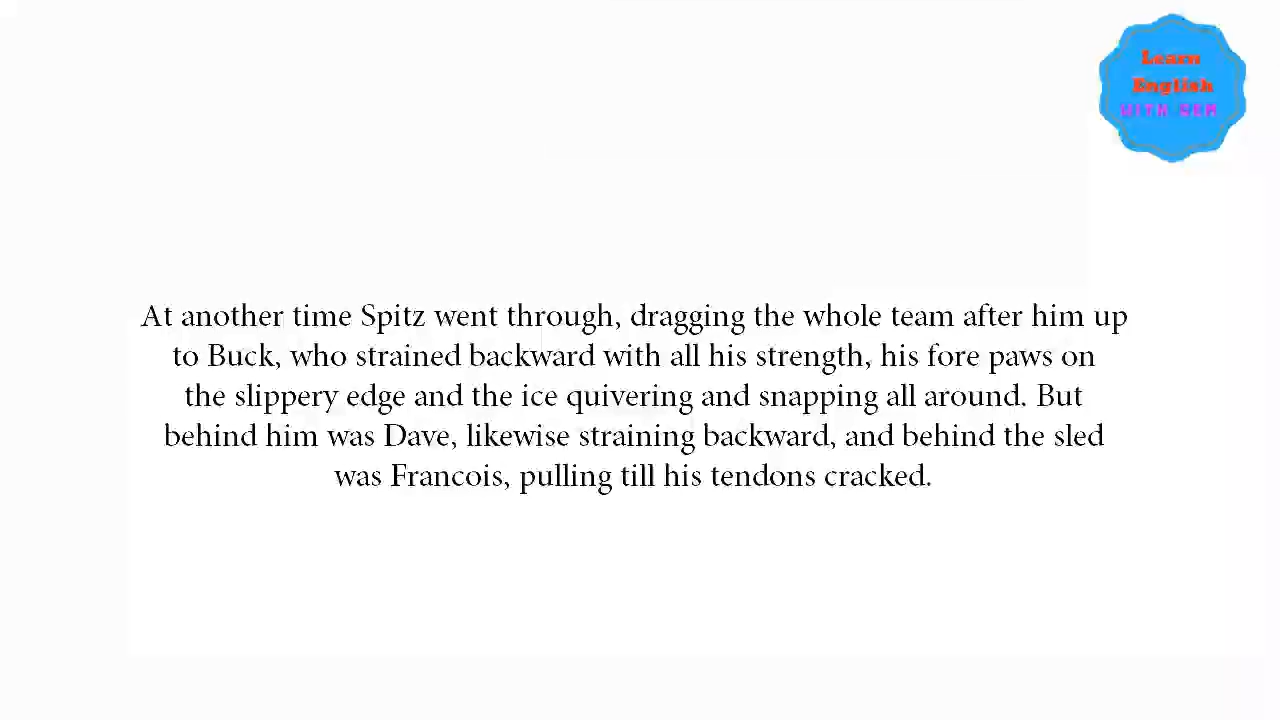 Learn
English
WITH GEM
At another time Spitz went through, dragging the whole team after him up
to Buck, who strained backward with all his strength, his fore paws on
the slippery edge and the ice quivering and snapping all around. But
behind him was Dave, likewise straining backward, and behind the sled
was Francois, pulling till his tendons cracked.